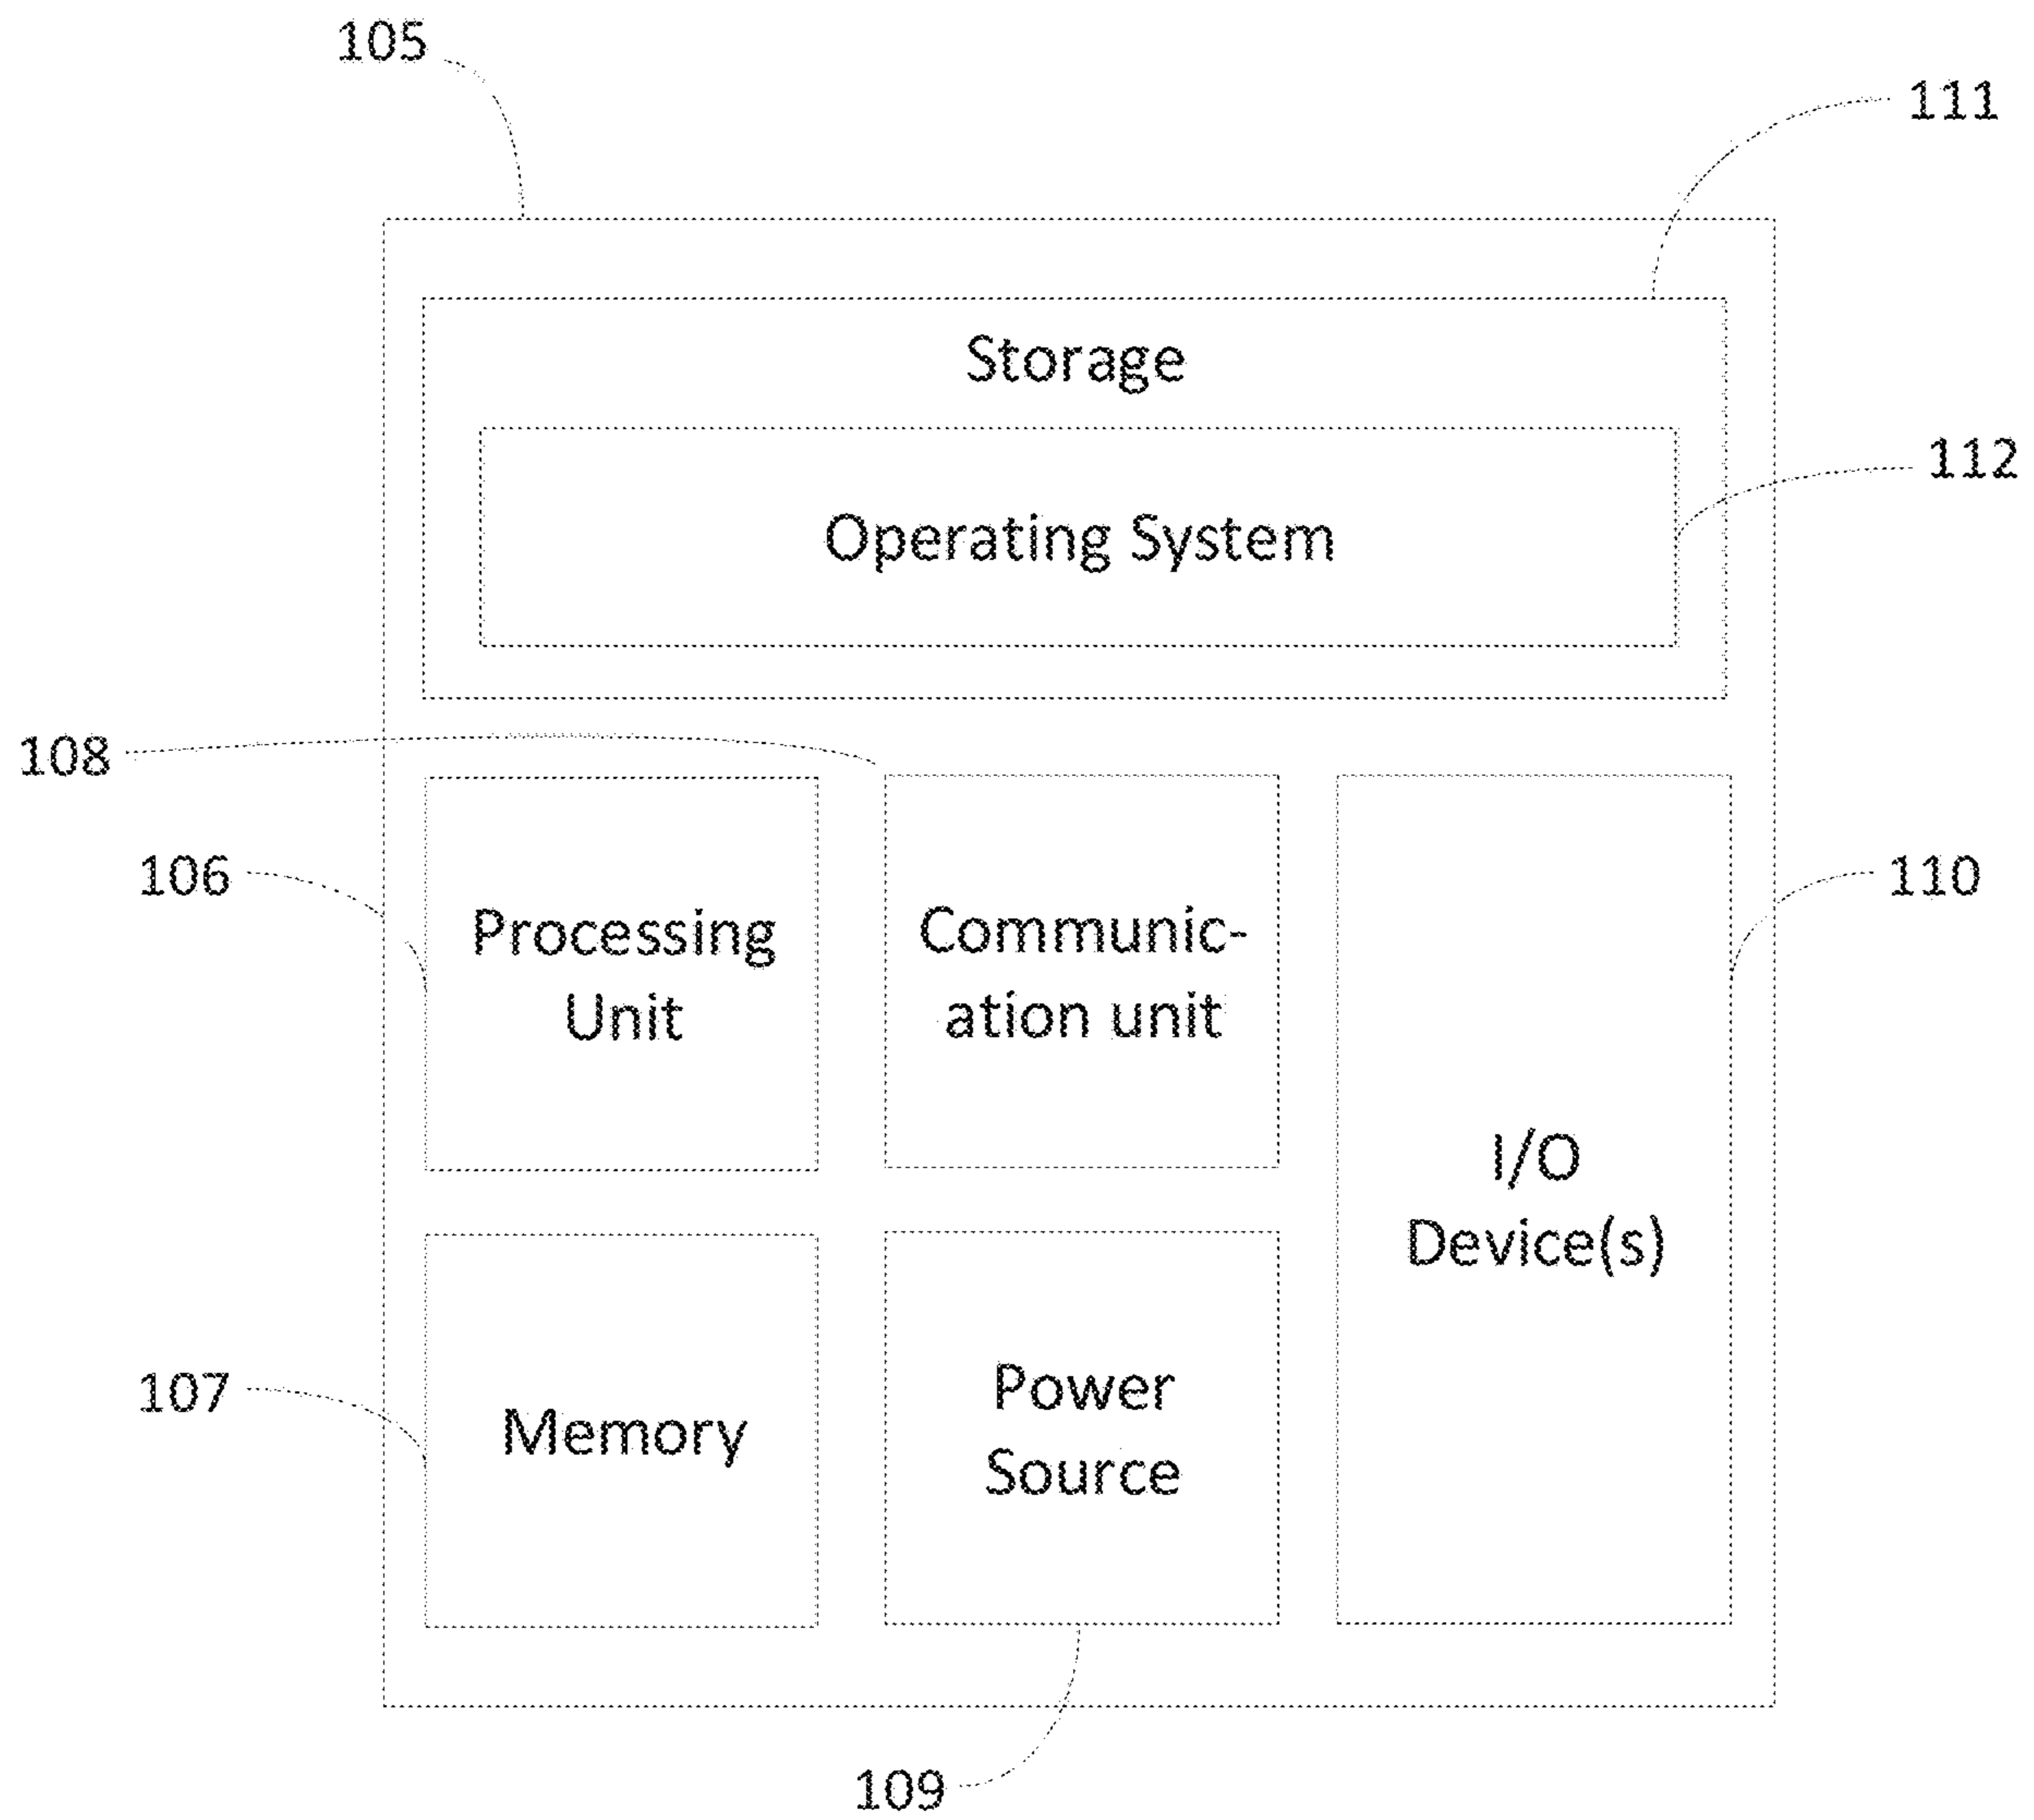 105
111
Storage
112
Operating System
108
106
Processing
Unit
Communic-
ation unit
110
I/O
Device(s)
107
Memory
Power
Source
109